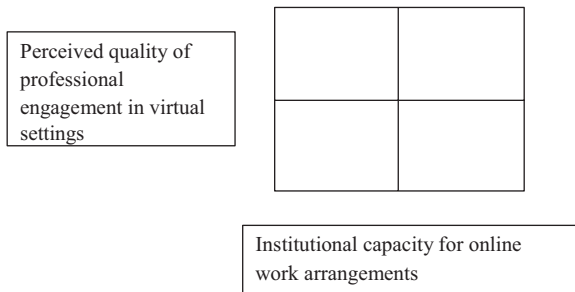 Perceived quality of
professional
engagement in virtual
settings
Institutional capacity for online
work arrangements